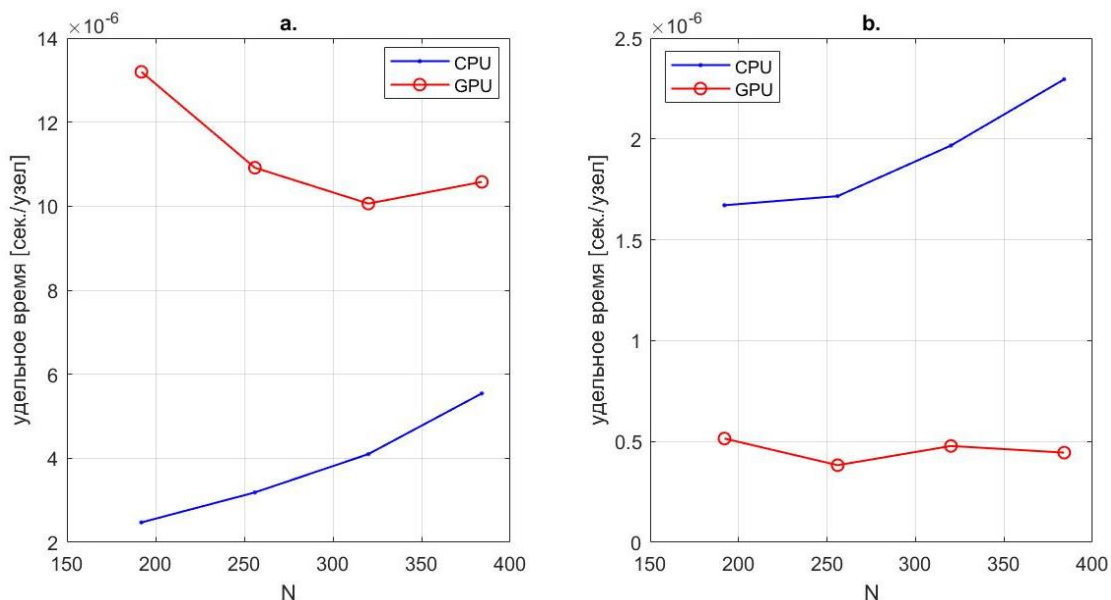 a.
×10^-6
14
12
10
8
6
4
2
150 200 250 300 350 400
N
удельное время [сек./узел]
CPU
GPU
b.
×10^-6
2.5
2
1.5
1
0.5
0
150 200 250 300 350 400
N
удельное время [сек./узел]
CPU
GPU